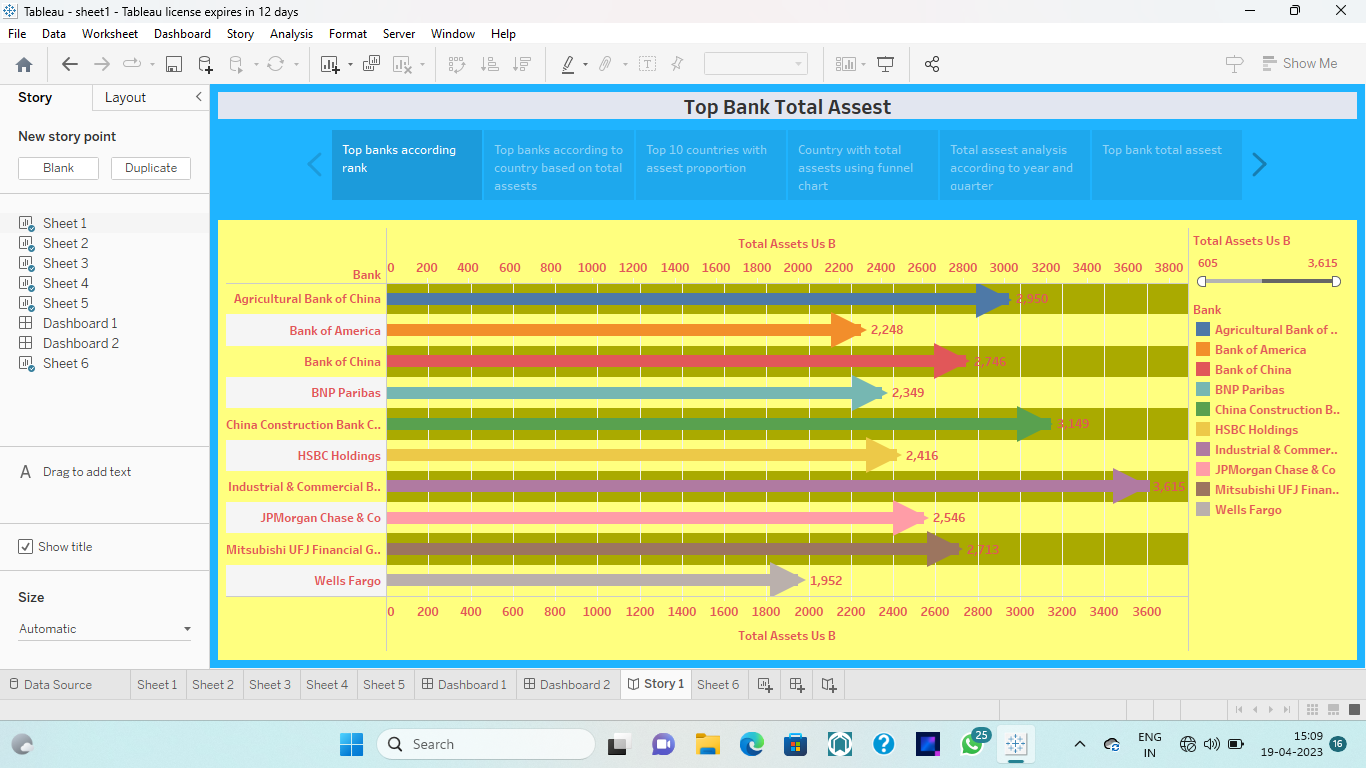 Tableau - sheet1 - Tableau license expires in 12 days
File Data Worksheet Dashboard Story Analysis Format Server Window Help
Show Me
Story Layout
New story point
Blank Duplicate
Sheet 1
Sheet 2
Sheet 3
Sheet 4
Sheet 5
Dashboard 1
Dashboard 2
Sheet 6
A Drag to add text
Show title
Size
Automatic
Top Bank Total Assest
Top banks according
rank
Top banks according to
country based on total
assests
Top 10 countries with
assest proportion
Country with total
assests using funnel
chart
Total assest analysis
according to year and
quarter
Top bank total assest
Total Assets Us B
Bank 0 200 400 600 800 1000 1200 1400 1600 1800 2000 2200 2400 2600 2800 3000 3200 3400 3600 3800
Agricultural Bank of China 2,950
Bank of America 2,248
Bank of China 2,746
BNP Paribas 2,349
China Construction Bank C.. 3,149
HSBC Holdings 2,416
Industrial & Commercial B.. 3,615
JPMorgan Chase & Co 2,546
Mitsubishi UFJ Financial G.. 2,713
Wells Fargo 1,952
0 200 400 600 800 1000 1200 1400 1600 1800 2000 2200 2400 2600 2800 3000 3200 3400 3600
Total Assets Us B
Total Assets Us B
605 3,615
Bank
Agricultural Bank of ..
Bank of America
Bank of China
BNP Paribas
China Construction B..
HSBC Holdings
Industrial & Commer..
JPMorgan Chase & Co
Mitsubishi UFJ Finan..
Wells Fargo
Data Source Sheet 1 Sheet 2 Sheet 3 Sheet 4 Sheet 5 Dashboard 1 Dashboard 2 Story 1 Sheet 6
Search
25
ENG
IN
15:09
19-04-2023
16